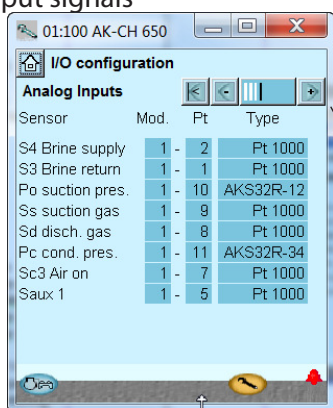 put signals
01:100 AK-CH 650
I/O configuration
Analog Inputs
Sensor Mod. Pt Type
S4 Brine supply 1 - 2 Pt 1000
S3 Brine return 1 - 1 Pt 1000
Po suction pres. 1 - 10 AKS32R-12
Ss suction gas 1 - 9 Pt 1000
Sd disch. gas 1 - 8 Pt 1000
Pc cond. pres. 1 - 11 AKS32R-34
Sc3 Air on 1 - 7 Pt 1000
Saux 1 1 - 5 Pt 1000